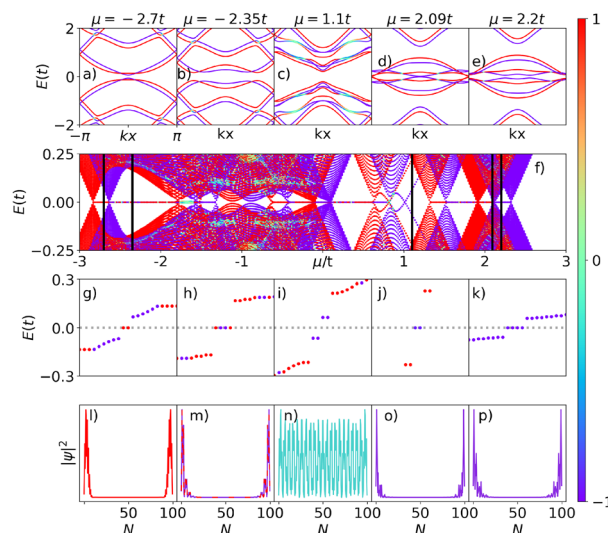 μ = −2.7t μ = −2.35t μ = 1.1t μ = 2.09t μ = 2.2t
2 1
E(t) 0 a) b) c) d) e)
−2
−π kx π kx kx kx
0.25 f)
E(t) 0.00 0
−0.25
−3 −2 −1 μ/t 1 2 3
0.3 g) h) i) j) k)
E(t) 0.0
−0.3
|ψ|² l) m) n) o) p)
50 100 50 100 50 100 50 100 50 100 −1
N N N N N